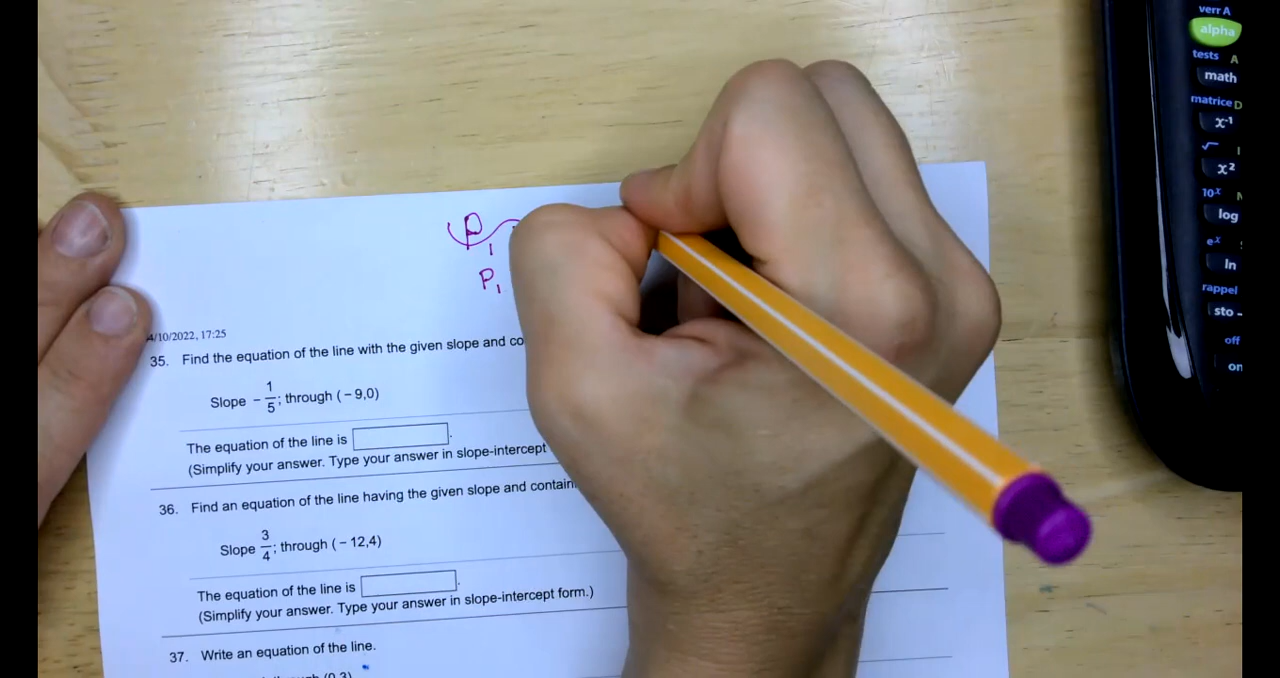 P1
P1
4/10/2022, 17:25
35. Find the equation of the line with the given slope and
Slope - 1/5; through (-9,0)
The equation of the line is
(Simplify your answer. Type your answer in slope-intercept
36. Find an equation of the line having the given slope and
Slope 3/4; through (-12,4)
The equation of the line is .
(Simplify your answer. Type your answer in slope-intercept form.)
37. Write an equation of the line.
(0,3)
verr A
alpha
tests A
math
matrice D
x-1
√
x²
10x N
log
ex
ln
rappel
sto
off
on